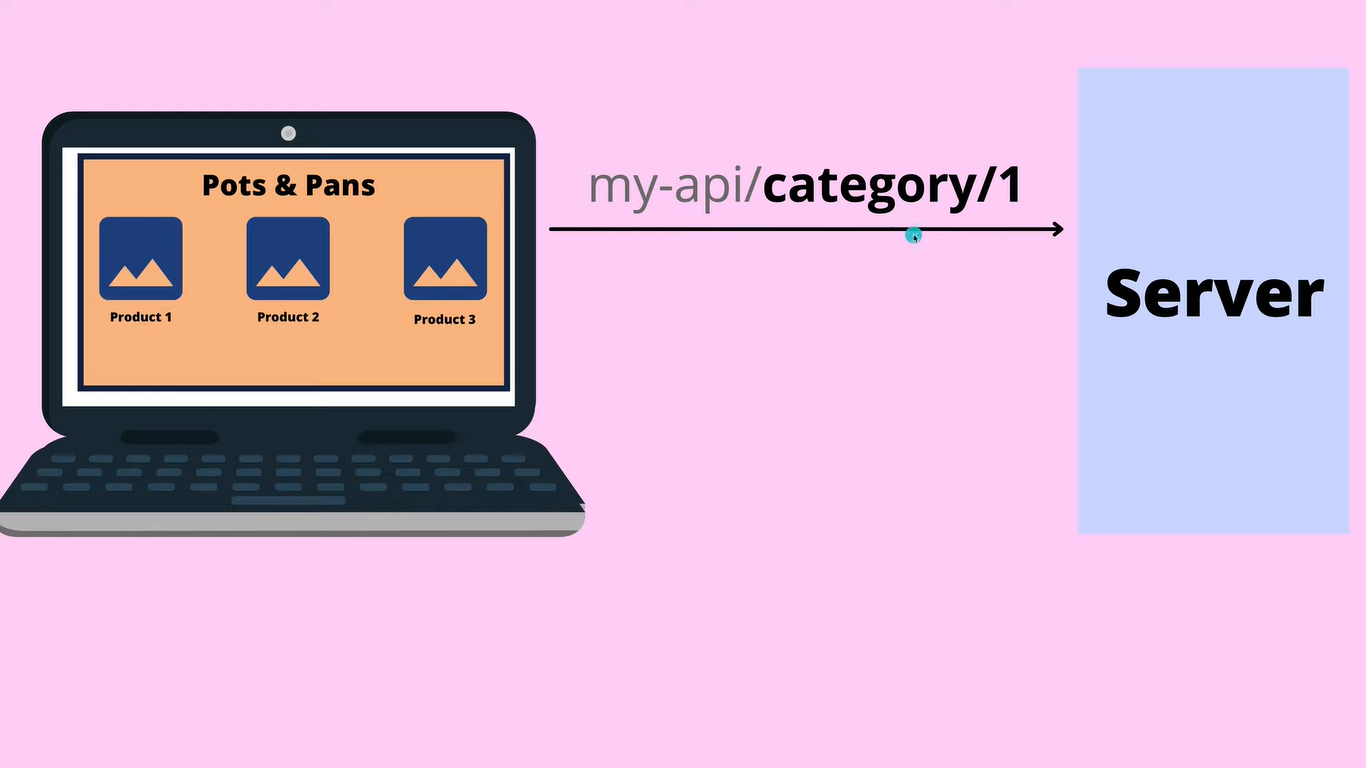 Pots & Pans
Product 1
Product 2
Product 3
my-api/category/1
Server